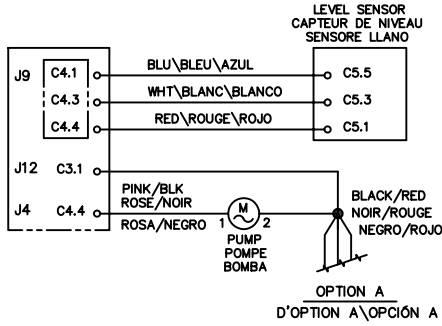 LEVEL SENSOR
CAPTEUR DE NIVEAU
SENSORE LLANO
J9 C4.1 BLU\BLEU/AZUL C5.5
C4.3 WHT\BLANC\BLANCO C5.3
C4.4 RED\ROUGE\ROJO C5.1
J12 C3.1
J4 C4.4
PINK/BLK
ROSE/NOIR
ROSA/NEGRO
M
1 2
PUMP
POMPE
BOMBA
BLACK/RED
NOIR/ROUGE
NEGRO/ROJO
OPTION A
D'OPTION A\OPCIÓN A